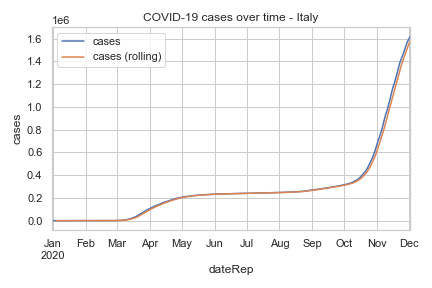 COVID-19 cases over time - Italy
1e6
cases
cases (rolling)
1.6
1.4
1.2
1.0
0.8
0.6
0.4
0.2
0.0
cases
Jan Feb Mar Apr May Jun Jul Aug Sep Oct Nov Dec
2020
dateRep